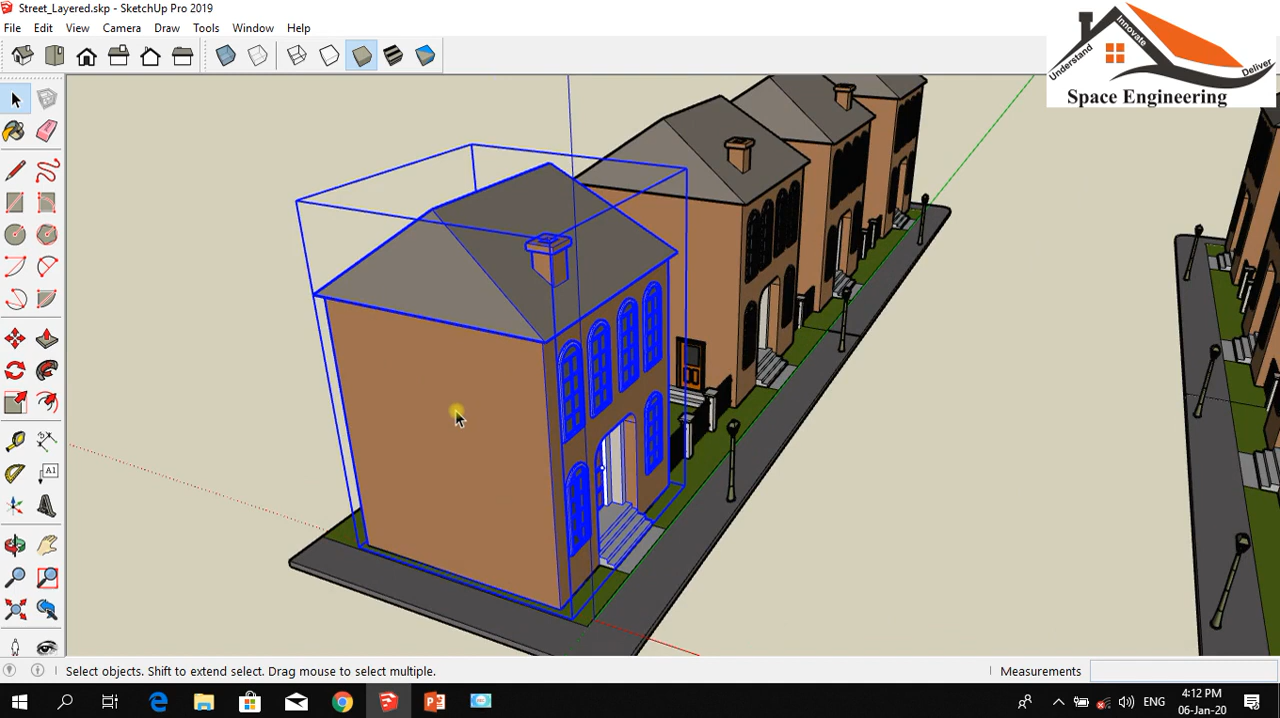 Street_Layered.skp - SketchUp Pro 2019
File Edit View Camera Draw Tools Window Help
Understand
Innovate
Deliver
Space Engineering
A1
Select objects. Shift to extend select. Drag mouse to select multiple.
Measurements
ENG
4:12 PM
06-Jan-20